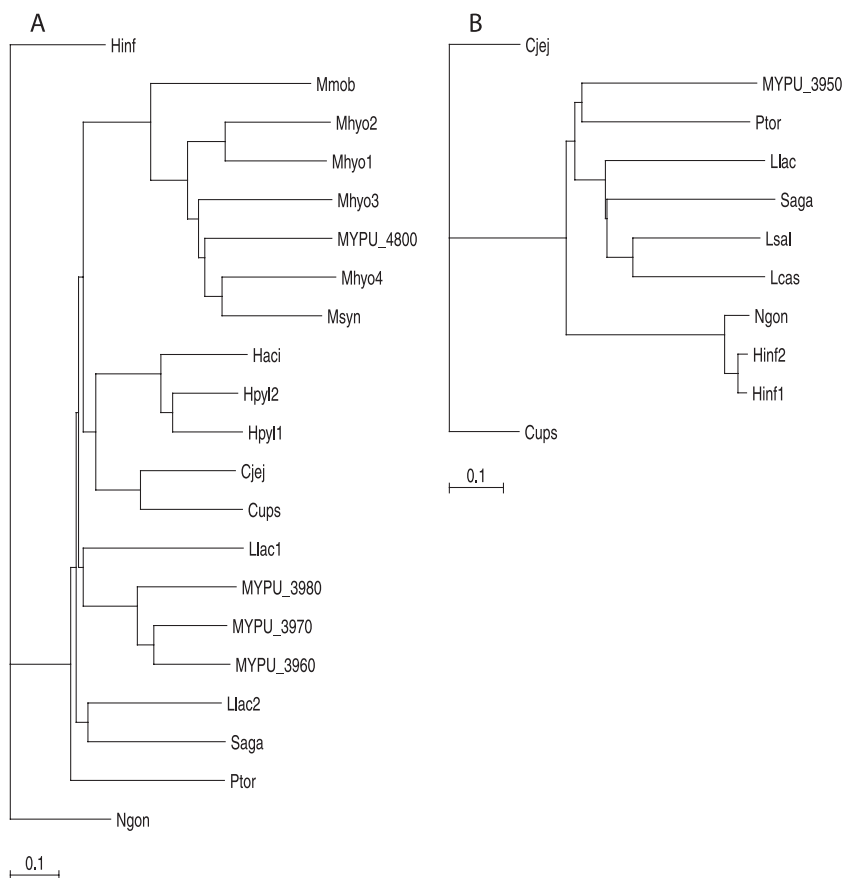 A
Hinf
Mmob
Mhyo2
Mhyo1
Mhyo3
MYPU_4800
Mhyo4
Msyn
Haci
Hpyl2
Hpyl1
Cjej
Cups
Llac1
MYPU_3980
MYPU_3970
MYPU_3960
Llac2
Saga
Ptor
Ngon
0.1
B
Cjej
MYPU_3950
Ptor
Llac
Saga
Lsal
Lcas
Ngon
Hinf2
Hinf1
Cups
0.1